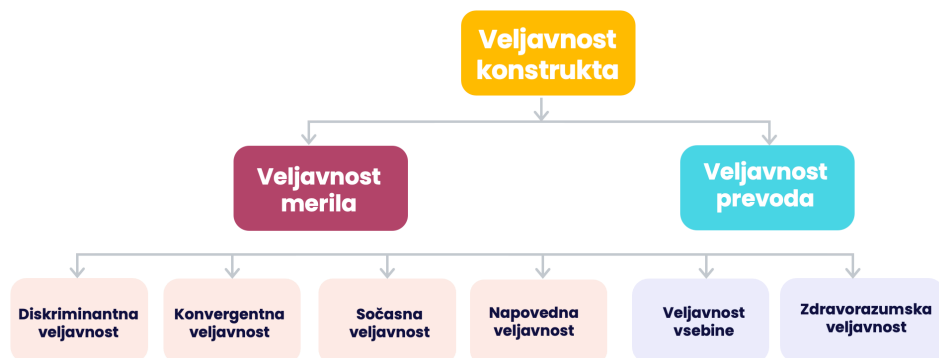 Veljavnost
konstrukta
Veljavnost
merila
Veljavnost
prevoda
Diskriminantna
veljavnost
Konvergentna
veljavnost
Sočasna
veljavnost
Napovedna
veljavnost
Veljavnost
vsebine
Zdravorazumska
veljavnost